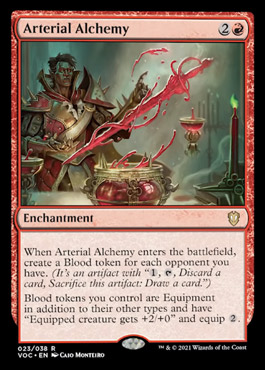 Arterial Alchemy 2
Enchantment
When Arterial Alchemy enters the battlefield,
create a Blood token for each opponent you
have. (It's an artifact with "1, , Discard a
card, Sacrifice this artifact: Draw a card.")
Blood tokens you control are Equipment
in addition to their other types and have
"Equipped creature gets +2/+0" and equip 2.
023/038 R
VOC • EN Caio Monteiro
™ & © 2021 Wizards of the Coast